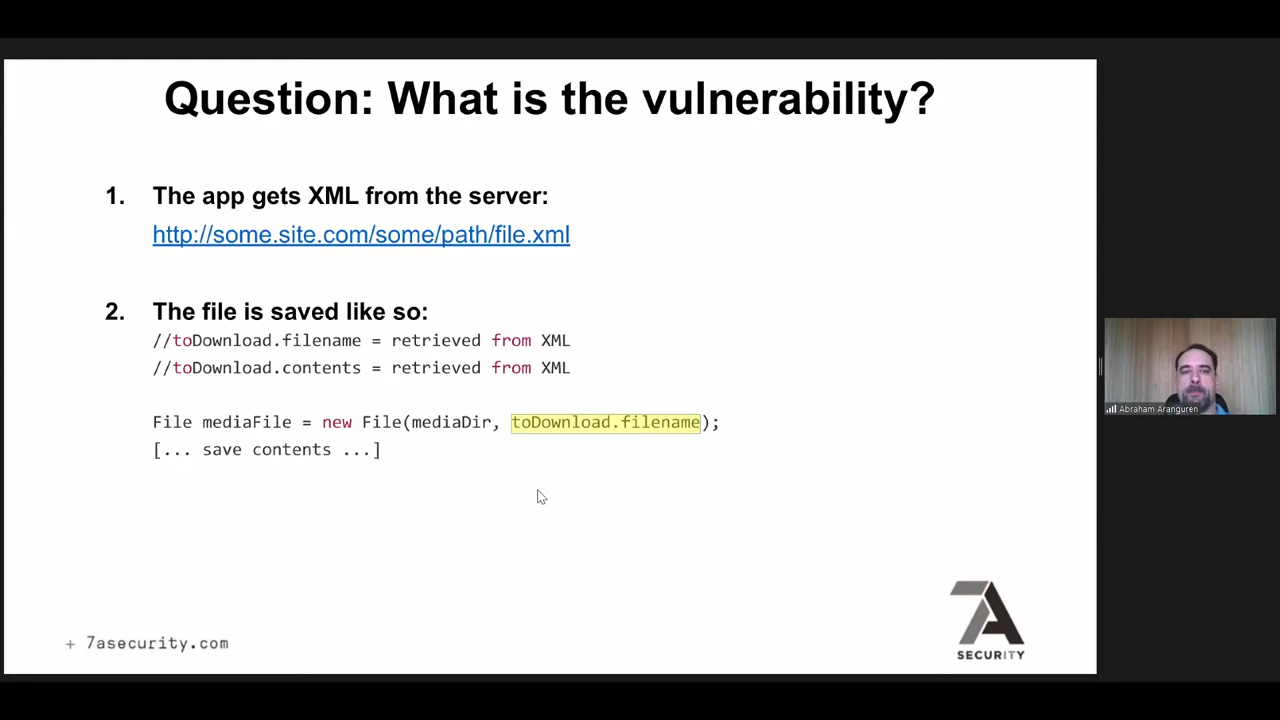 Question: What is the vulnerability?
1. The app gets XML from the server:
http://some.site.com/some/path/file.xml
2. The file is saved like so:
//toDownload.filename = retrieved from XML
//toDownload.contents = retrieved from XML
File mediaFile = new File(mediaDir, toDownload.filename);
[... save contents ...]
Abraham Aranguren
+ 7asecurity.com
7A
SECURITY